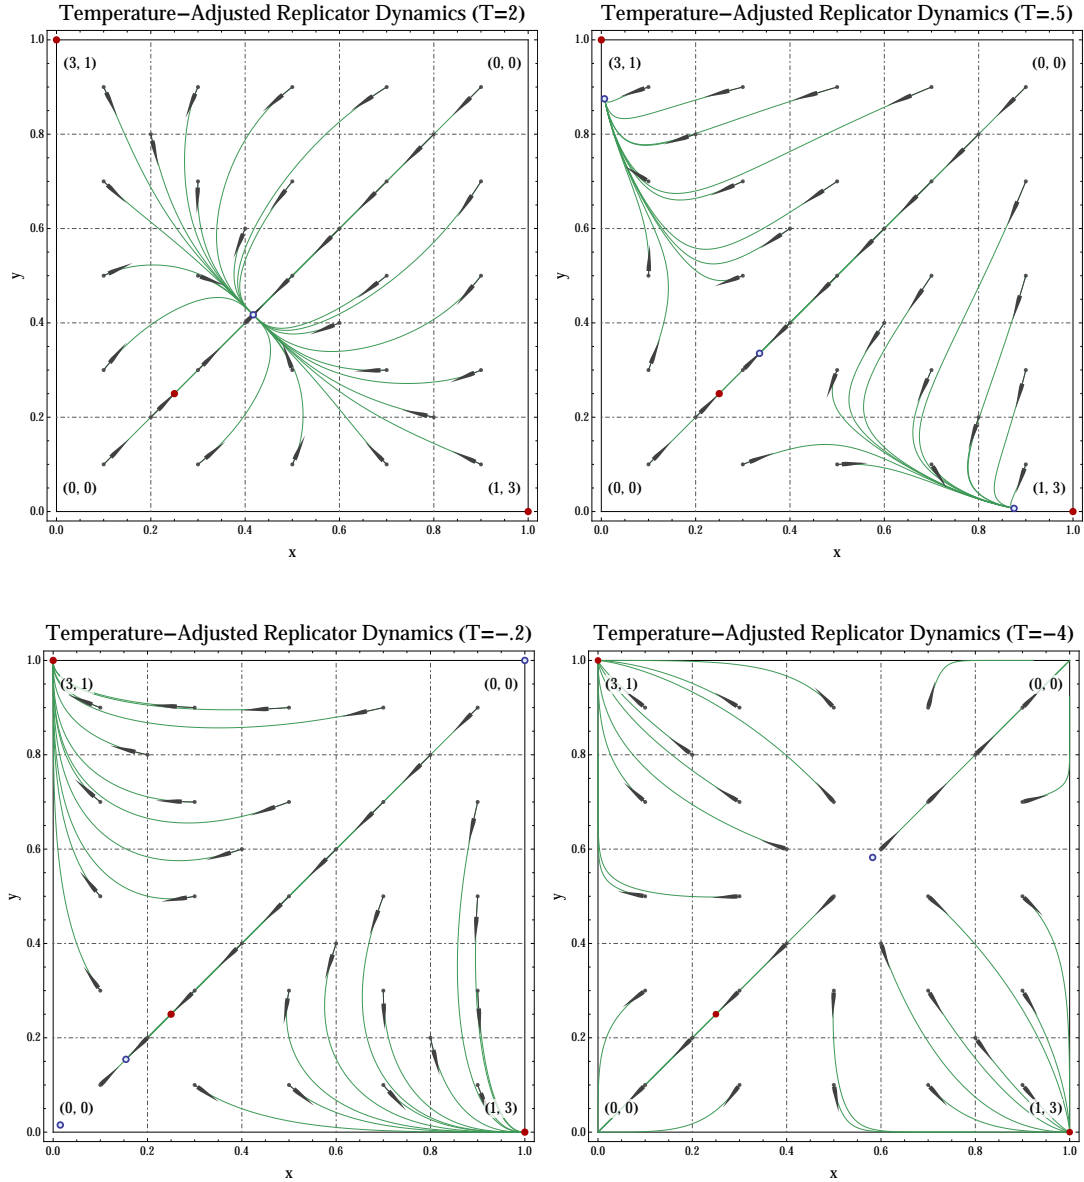 Temperature−Adjusted Replicator Dynamics (T=2)
1.0
(3, 1)
(0, 0)
0.8
0.6
y
0.4
0.2
(0, 0)
(1, 3)
0.0
0.0 0.2 0.4 0.6 0.8 1.0
x
Temperature−Adjusted Replicator Dynamics (T=.5)
1.0
(3, 1)
(0, 0)
0.8
0.6
y
0.4
0.2
(0, 0)
(1, 3)
0.0
0.0 0.2 0.4 0.6 0.8 1.0
x
Temperature−Adjusted Replicator Dynamics (T=−.2)
1.0
(3, 1)
(0, 0)
0.8
0.6
y
0.4
0.2
(0, 0)
(1, 3)
0.0
0.0 0.2 0.4 0.6 0.8 1.0
x
Temperature−Adjusted Replicator Dynamics (T=−4)
1.0
(3, 1)
(0, 0)
0.8
0.6
y
0.4
0.2
(0, 0)
(1, 3)
0.0
0.0 0.2 0.4 0.6 0.8 1.0
x